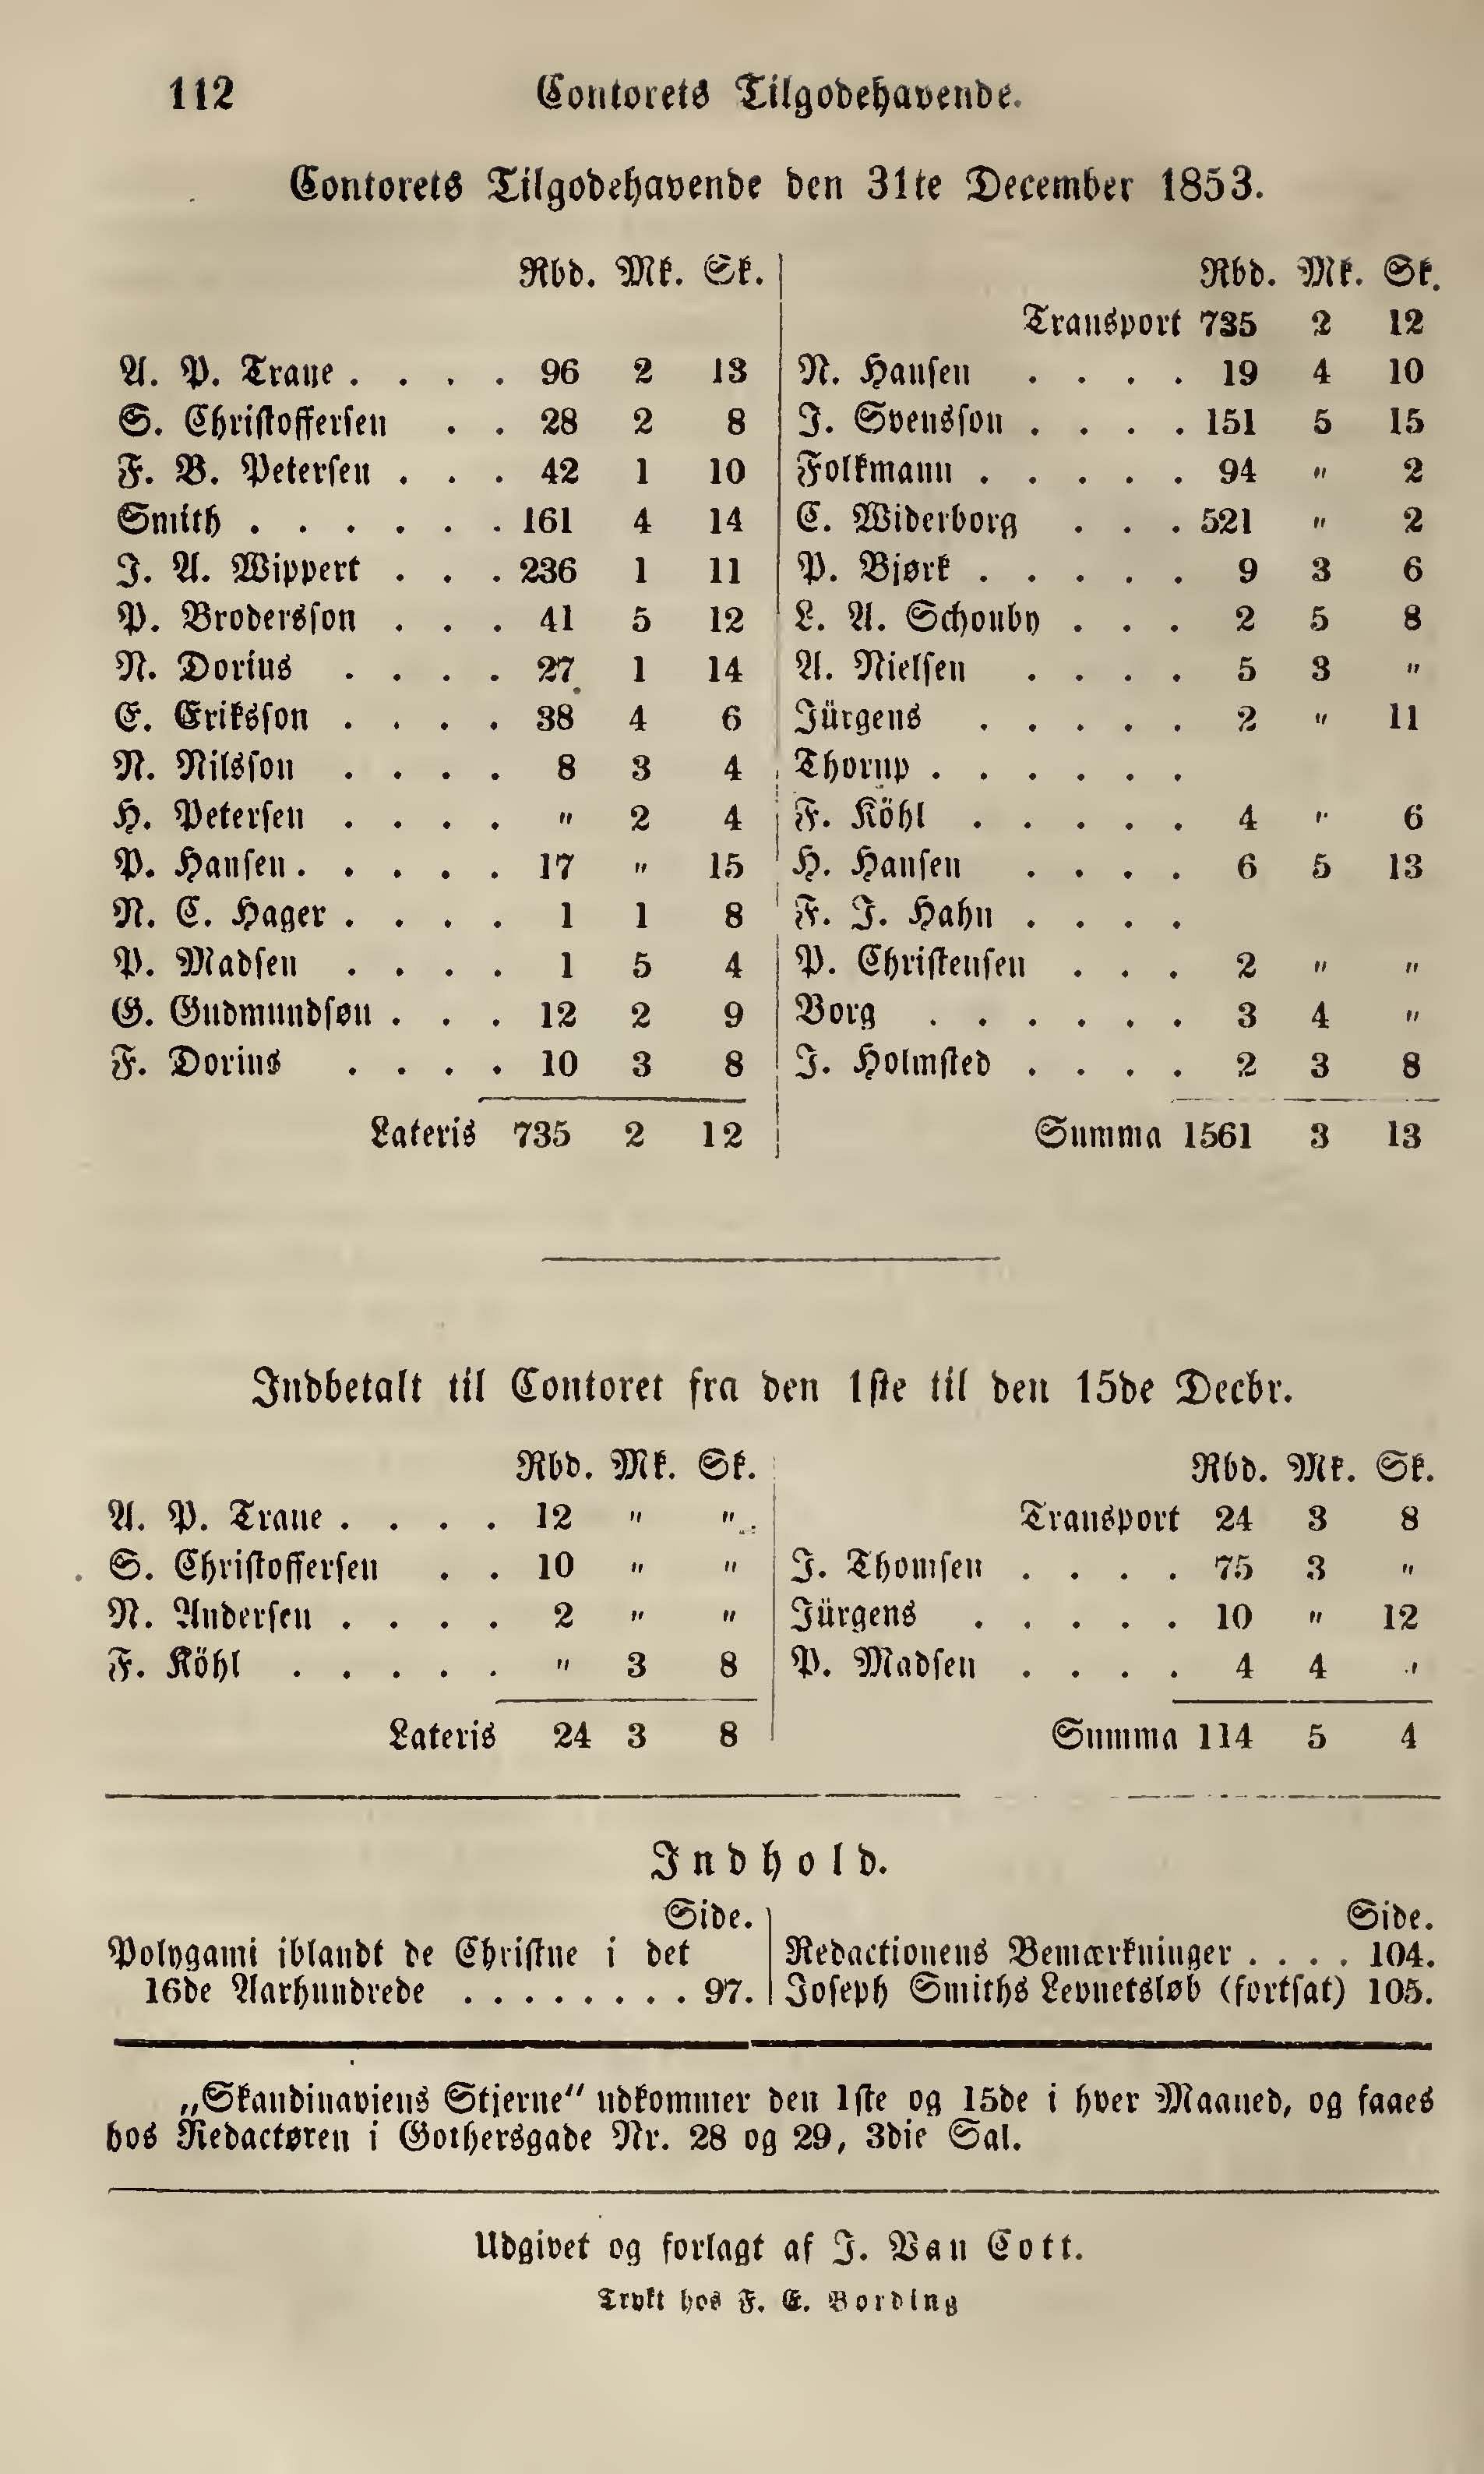 112 Contorets Tilgodehavende.
Contorets Tilgodehavende den 31te December 1853.
Rbd. Mk. Sk.
A. P. Trane . . . . 96 2 13
S. Christoffersen . . 28 2 8
F. B. Petersen . . . 42 1 10
Smith . . . . . . 161 4 14
J. A. Wippert . . . 236 1 11
P. Brodersson . . . 41 5 12
N. Dorius . . . . 27 1 14
E. Eriksson . . . . 38 4 6
N. Nilsson . . . . 8 3 4
H. Petersen . . . . " 2 4
P. Hansen . . . . . 17 " 15
N. C. Hager . . . . 1 1 8
P. Madsen . . . . 1 5 4
G. Gudmundsøn . . . 12 2 9
F. Dorius . . . . 10 3 8
Lateris 735 2 12
Rbd. Mk. Sk.
Transport 735 2 12
N. Hansen . . . . 19 4 10
J. Svensson . . . . 151 5 15
Folkmann . . . . . 94 " 2
C. Widerborg . . . 521 " 2
P. Bjørk . . . . . 9 3 6
L. A. Schouby . . . 2 5 8
A. Nielsen . . . . 5 3 "
Jürgens . . . . . 2 " 11
Thorup . . . . . .
F. Köhl . . . . . 4 " 6
H. Hansen . . . . 6 5 13
F. J. Hahn . . . .
P. Christensen . . . 2 " "
Borg . . . . . . 3 4 "
J. Holmsted . . . . 2 3 8
Summa 1561 3 13
Indbetalt til Contoret fra den 1ste til den 15de Decbr.
Rbd. Mk. Sk.
A. P. Trane . . . . 12 " "
S. Christoffersen . . 10 " "
N. Andersen . . . . 2 " "
F. Köhl . . . . . " 3 8
Lateris 24 3 8
Rbd. Mk. Sk.
Transport 24 3 8
J. Thomsen . . . . 75 3 "
Jürgens . . . . . 10 " 12
P. Madsen . . . . 4 4 "
Summa 114 5 4
Indhold.
Side.
Polygami iblandt de Christne i det
16de Aarhundrede . . . . . . . . 97.
Side.
Redactionens Bemærkninger . . . . 104.
Joseph Smiths Levnetsløb (fortsat) 105.
„Skandinaviens Stjerne" udkommer den 1ste og 15de i hver Maaned, og faaes
hos Redactøren i Gothersgade Nr. 28 og 29, 3die Sal.
Udgivet og forlagt af J. Van Cott.
Trykt hos F. E. Bording